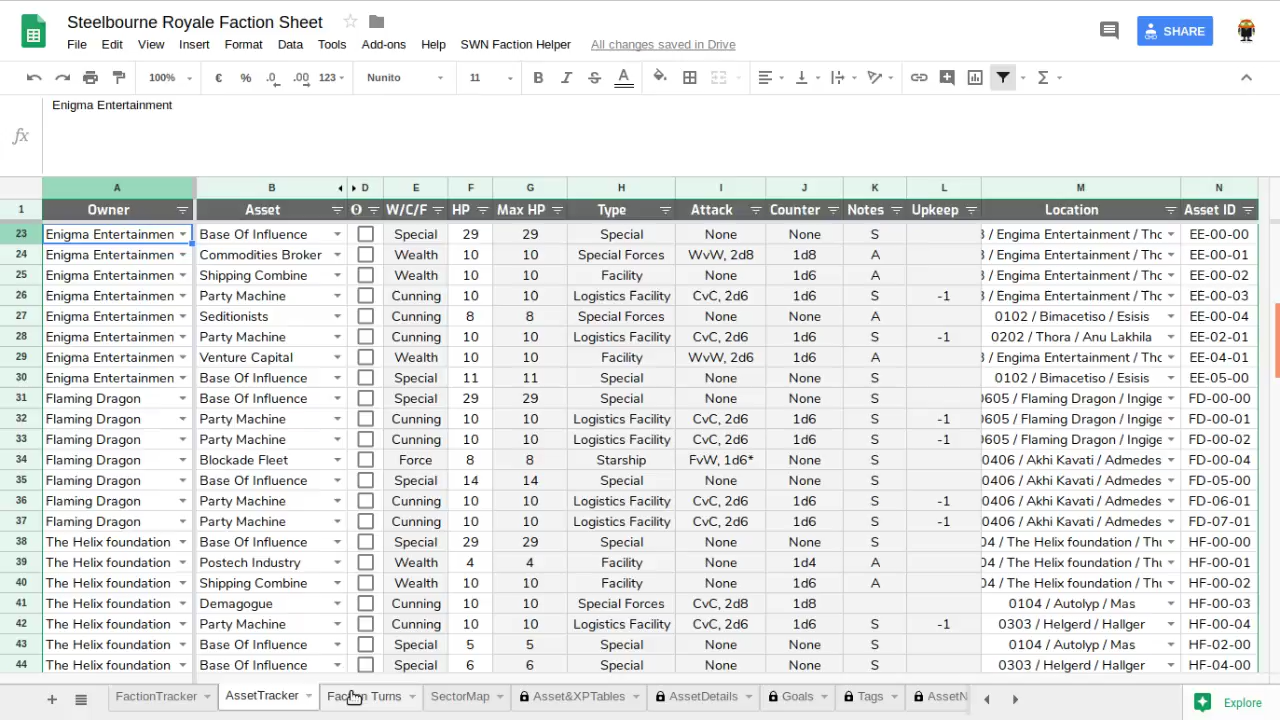 Steelbourne Royale Faction Sheet
File Edit View Insert Format Data Tools Add-ons Help SWN Faction Helper All changes saved in Drive
SHARE
100% € % .0 .00 123 Nunito 11 B I S A
Enigma Entertainment
fx
A B D E F G H I J K L M N
1 Owner Asset W/C/F HP Max HP Type Attack Counter Notes Upkeep Location Asset ID
23 Enigma Entertainmen Base Of Influence Special 29 29 Special None None S / Engima Entertainment / Tho EE-00-00
24 Enigma Entertainmen Commodities Broker Wealth 10 10 Special Forces WvW, 2d8 1d8 A / Engima Entertainment / Tho EE-00-01
25 Enigma Entertainmen Shipping Combine Wealth 10 10 Facility None 1d6 A / Engima Entertainment / Tho EE-00-02
26 Enigma Entertainmen Party Machine Cunning 10 10 Logistics Facility CvC, 2d6 1d6 S -1 / Engima Entertainment / Tho EE-00-03
27 Enigma Entertainmen Seditionists Cunning 8 8 Special Forces None None A 0102 / Bimacetiso / Esisis EE-00-04
28 Enigma Entertainmen Party Machine Cunning 10 10 Logistics Facility CvC, 2d6 1d6 S -1 0202 / Thora / Anu Lakhila EE-02-01
29 Enigma Entertainmen Venture Capital Wealth 10 10 Facility WvW, 2d6 1d6 A / Engima Entertainment / Tho EE-04-01
30 Enigma Entertainmen Base Of Influence Special 11 11 Special None None S 0102 / Bimacetiso / Esisis EE-05-00
31 Flaming Dragon Base Of Influence Special 29 29 Special None None S 0605 / Flaming Dragon / Ingige FD-00-00
32 Flaming Dragon Party Machine Cunning 10 10 Logistics Facility CvC, 2d6 1d6 S -1 0605 / Flaming Dragon / Ingige FD-00-01
33 Flaming Dragon Party Machine Cunning 10 10 Logistics Facility CvC, 2d6 1d6 S -1 0605 / Flaming Dragon / Ingige FD-00-02
34 Flaming Dragon Blockade Fleet Force 8 8 Starship FvW, 1d6* None S 0406 / Akhi Kavati / Admedes FD-00-04
35 Flaming Dragon Base Of Influence Special 14 14 Special None None S 0406 / Akhi Kavati / Admedes FD-05-00
36 Flaming Dragon Party Machine Cunning 10 10 Logistics Facility CvC, 2d6 1d6 S -1 0406 / Akhi Kavati / Admedes FD-06-01
37 Flaming Dragon Party Machine Cunning 10 10 Logistics Facility CvC, 2d6 1d6 S -1 0406 / Akhi Kavati / Admedes FD-07-01
38 The Helix foundation Base Of Influence Special 29 29 Special None None S 04 / The Helix foundation / Thu HF-00-00
39 The Helix foundation Postech Industry Wealth 4 4 Facility None 1d4 A 04 / The Helix foundation / Thu HF-00-01
40 The Helix foundation Shipping Combine Wealth 10 10 Facility None 1d6 A 04 / The Helix foundation / Thu HF-00-02
41 The Helix foundation Demagogue Cunning 10 10 Special Forces CvC, 2d8 1d8 0104 / Autolyp / Mas HF-00-03
42 The Helix foundation Party Machine Cunning 10 10 Logistics Facility CvC, 2d6 1d6 S -1 0303 / Helgerd / Hallger HF-00-04
43 The Helix foundation Base Of Influence Special 5 5 Special None None S 0104 / Autolyp / Mas HF-02-00
44 The Helix foundation Base Of Influence Special 6 6 Special None None S 0303 / Helgerd / Hallger HF-04-00
FactionTracker AssetTracker Faction Turns SectorMap Asset&XPTables AssetDetails Goals Tags AssetN Explore